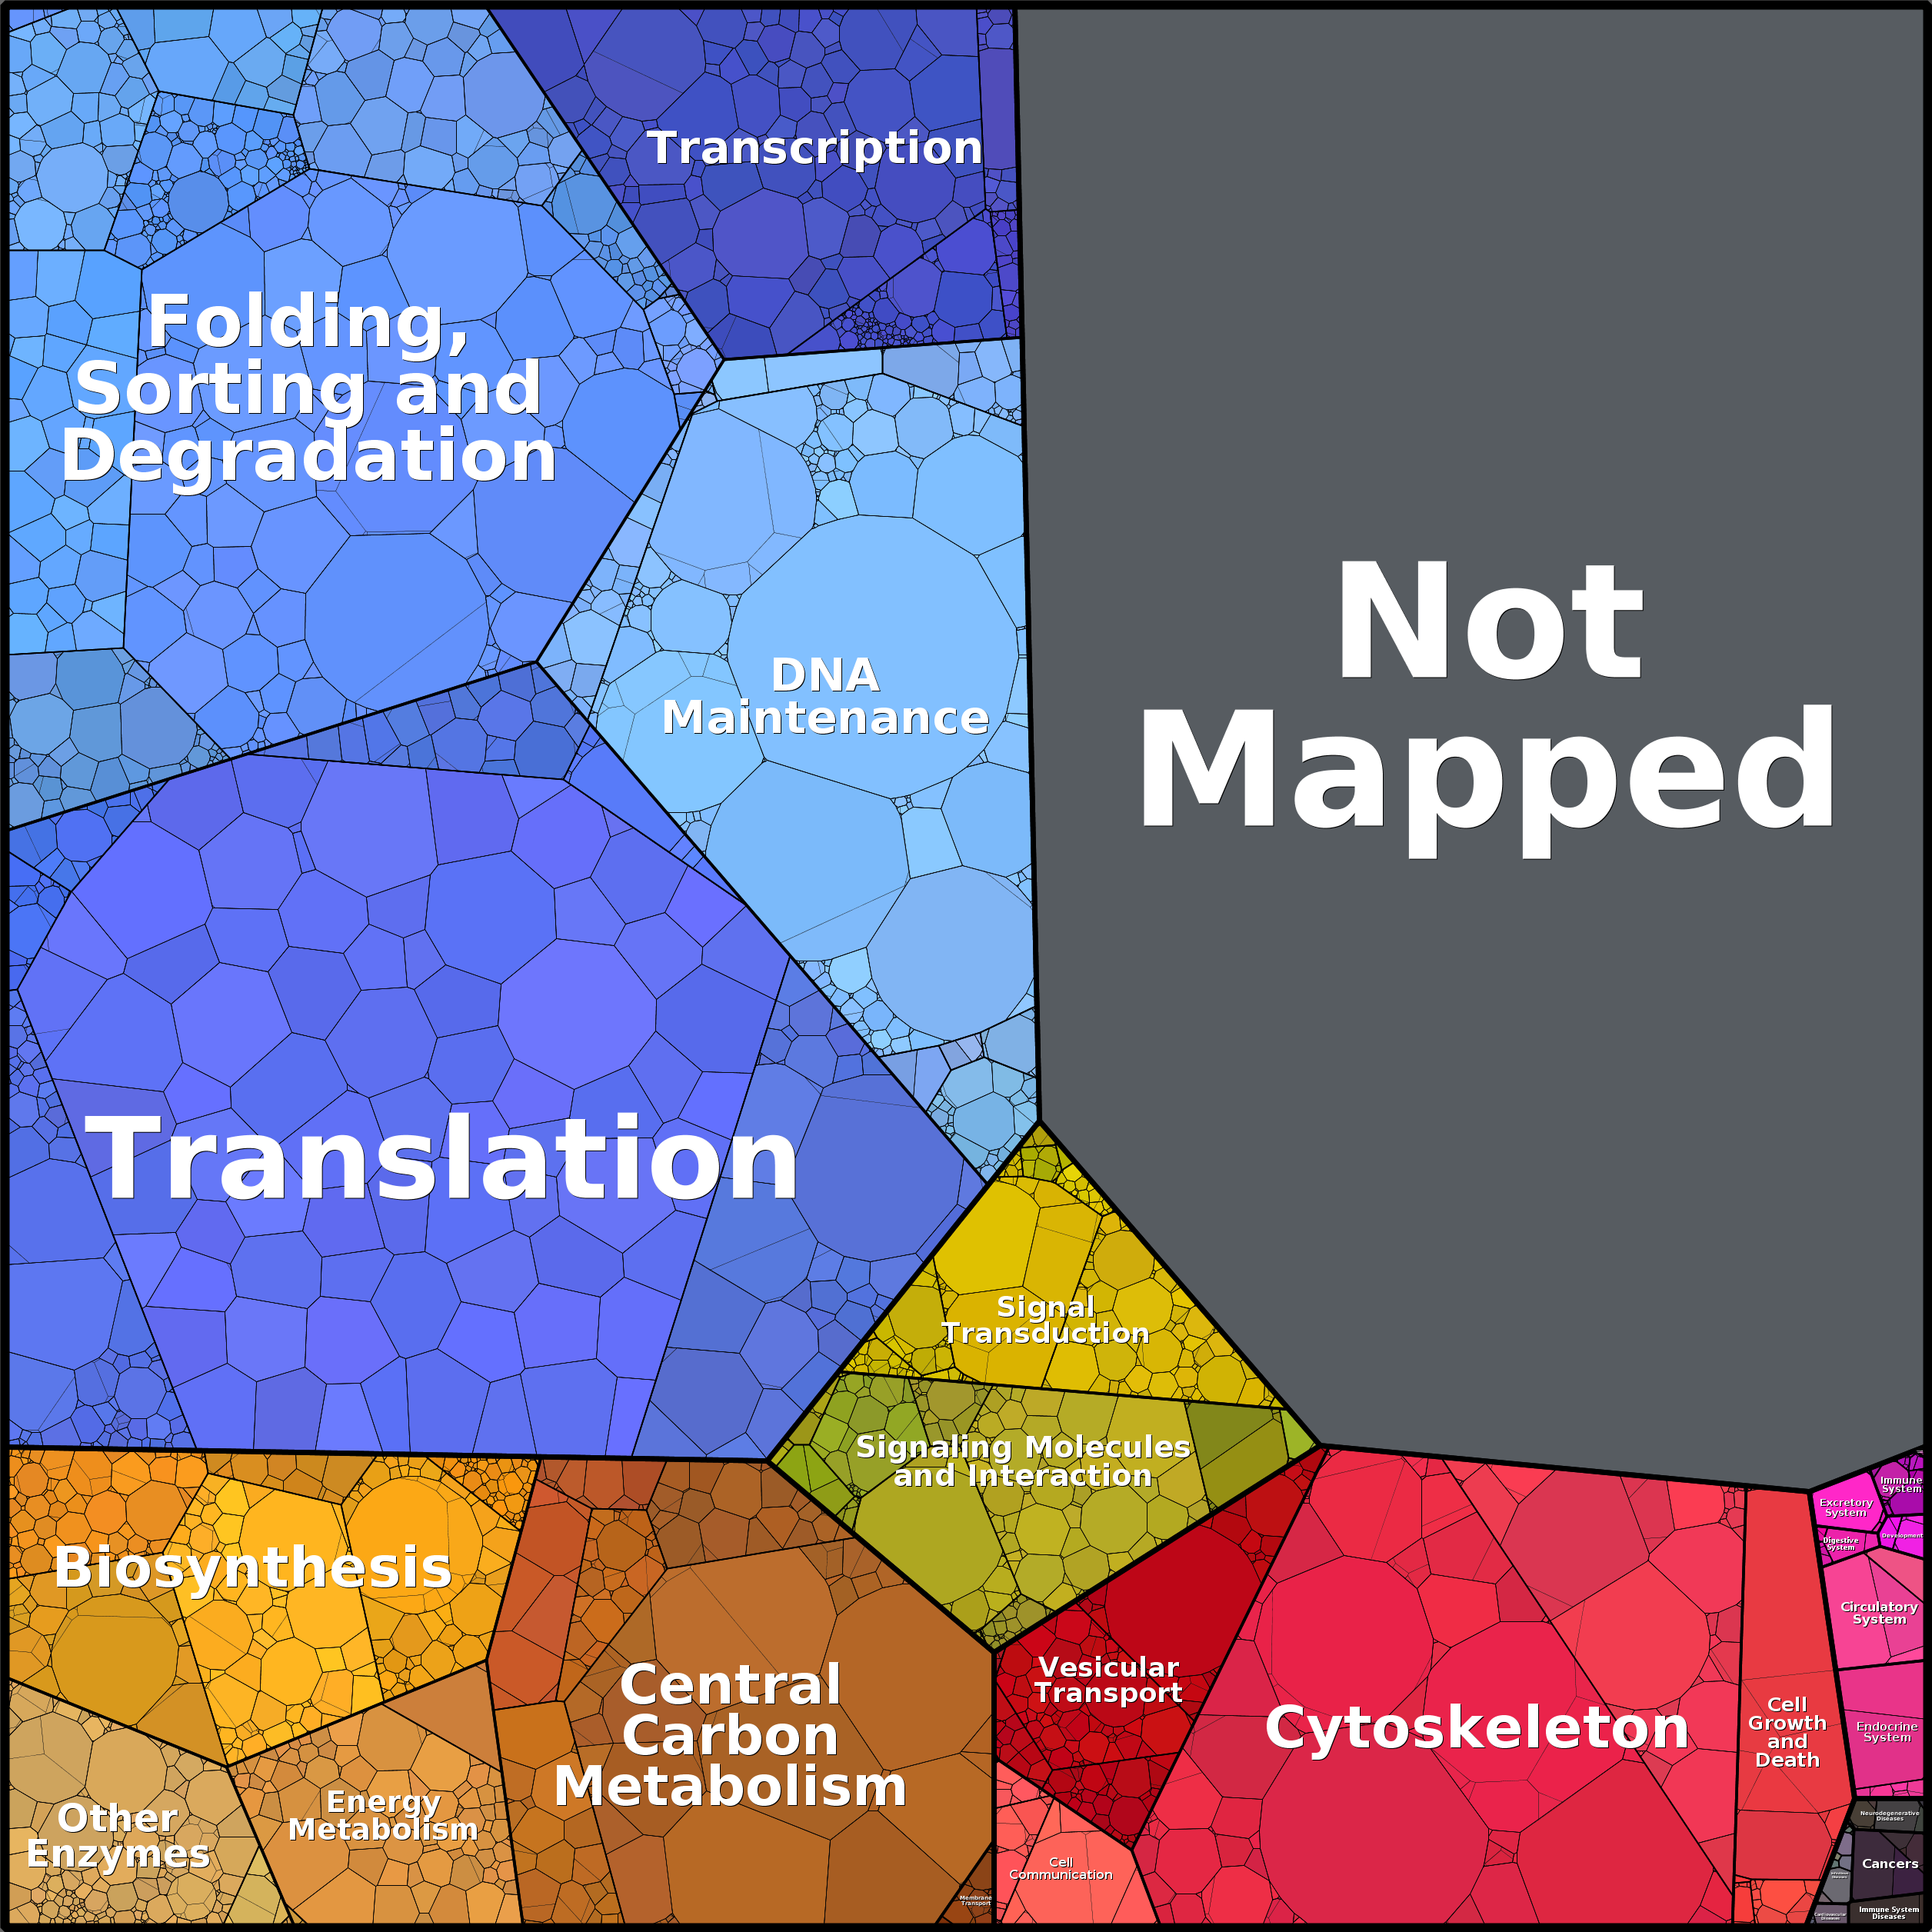 Transcription
Folding,
Sorting and
Degradation
Not
Mapped
DNA
Maintenance
Translation
Signal
Transduction
Signaling Molecules
and Interaction
Biosynthesis
Immune
System
Excretory
System
Development
Digestive
System
Circulatory
System
Central
Carbon
Metabolism
Vesicular
Transport
Cytoskeleton
Cell
Growth
and
Death
Endocrine
System
Energy
Metabolism
Other
Enzymes
Neurodegenerative
Diseases
Cell
Communication
Cancers
Membrane
Transport
Cardiovascular
Diseases
Immune System
Diseases